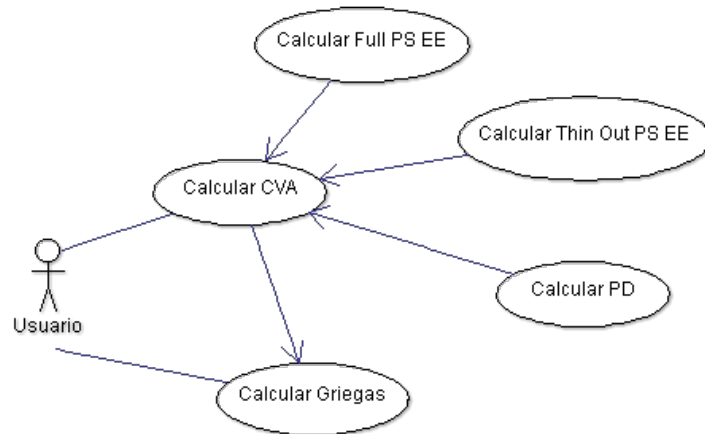 Calcular Full PS EE
Calcular Thin Out PS EE
Calcular CVA
Calcular PD
Usuario
Calcular Griegas